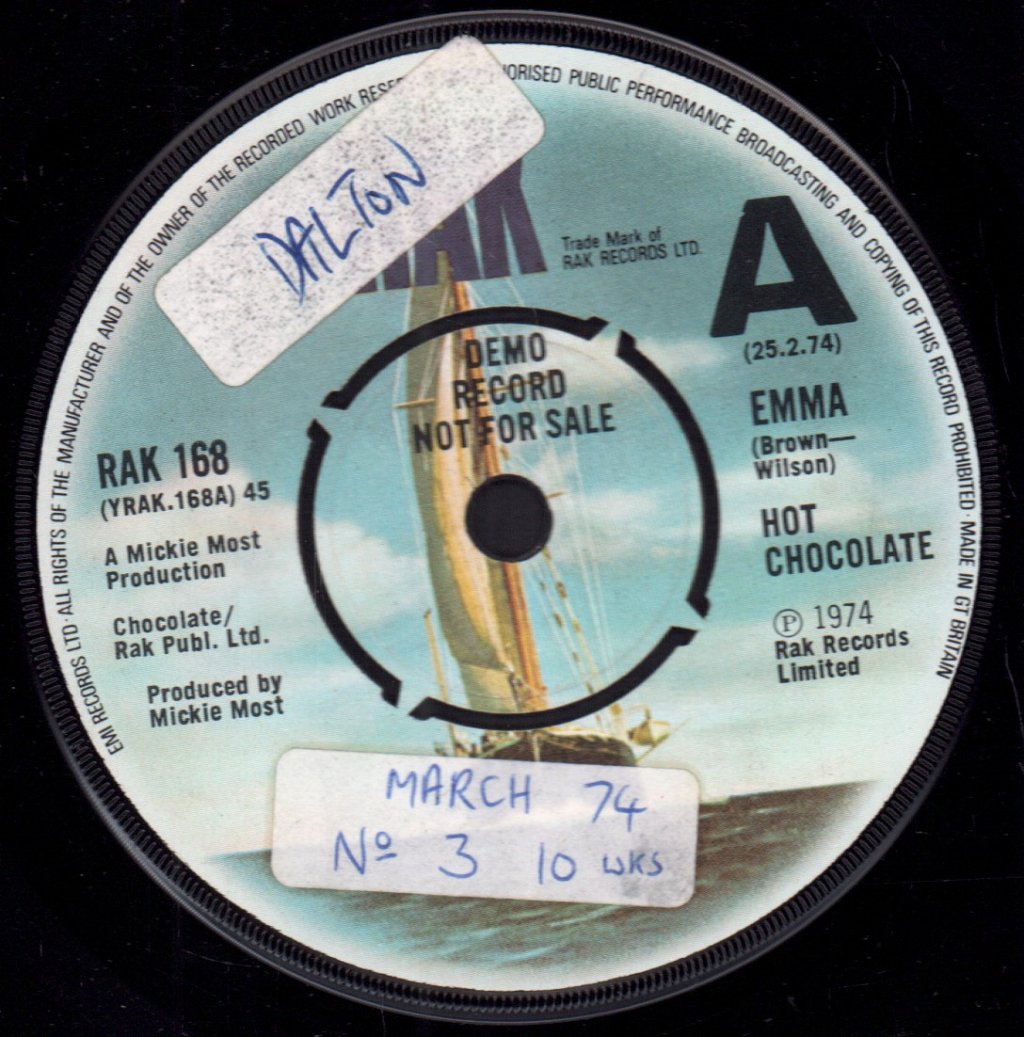 EMI RECORDS LTD · ALL RIGHTS OF THE MANUFACTURER AND OF THE OWNER OF THE RECORDED WORK
PUBLIC PERFORMANCE BROADCASTING AND COPYING OF THIS RECORD PROHIBITED · MADE IN GT BRITAIN
DALTON
Trade Mark of
RAK RECORDS LTD.
A
(25.2.74)
DEMO
RECORD
NOT FOR SALE
EMMA
(Brown—
Wilson)
HOT
CHOCOLATE
℗ 1974
Rak Records
Limited
RAK 168
(YRAK.168A) 45
A Mickie Most
Production
Chocolate/
Rak Publ. Ltd.
Produced by
Mickie Most
MARCH 74
Nº 3 10 WKS